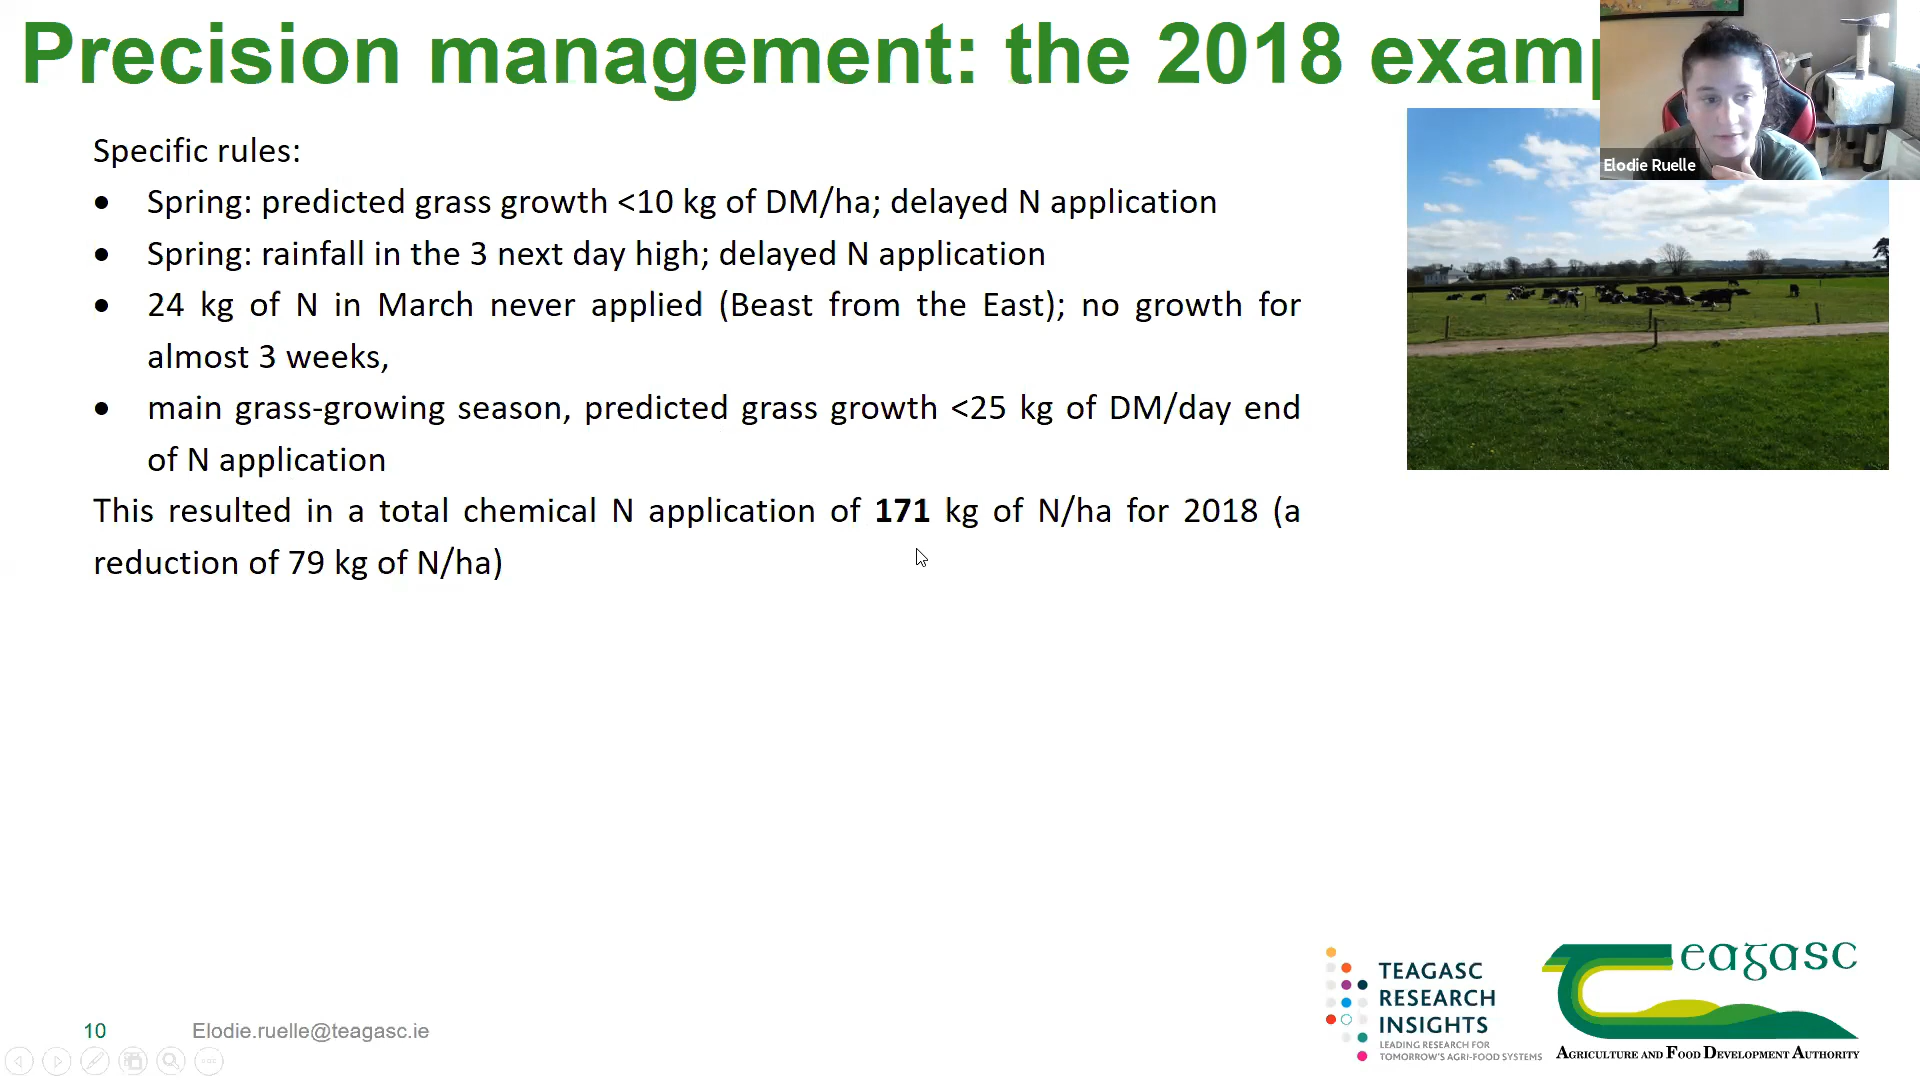 Precision management: the 2018 exam
Elodie Ruelle
Specific rules:
• Spring: predicted grass growth <10 kg of DM/ha; delayed N application
• Spring: rainfall in the 3 next day high; delayed N application
• 24 kg of N in March never applied (Beast from the East); no growth for
almost 3 weeks,
• main grass-growing season, predicted grass growth <25 kg of DM/day end
of N application
This resulted in a total chemical N application of 171 kg of N/ha for 2018 (a
reduction of 79 kg of N/ha)
TEAGASC
RESEARCH
INSIGHTS
LEADING RESEARCH FOR
TOMORROW'S AGRI-FOOD SYSTEMS
Teagasc
AGRICULTURE AND FOOD DEVELOPMENT AUTHORITY
10
Elodie.ruelle@teagasc.ie